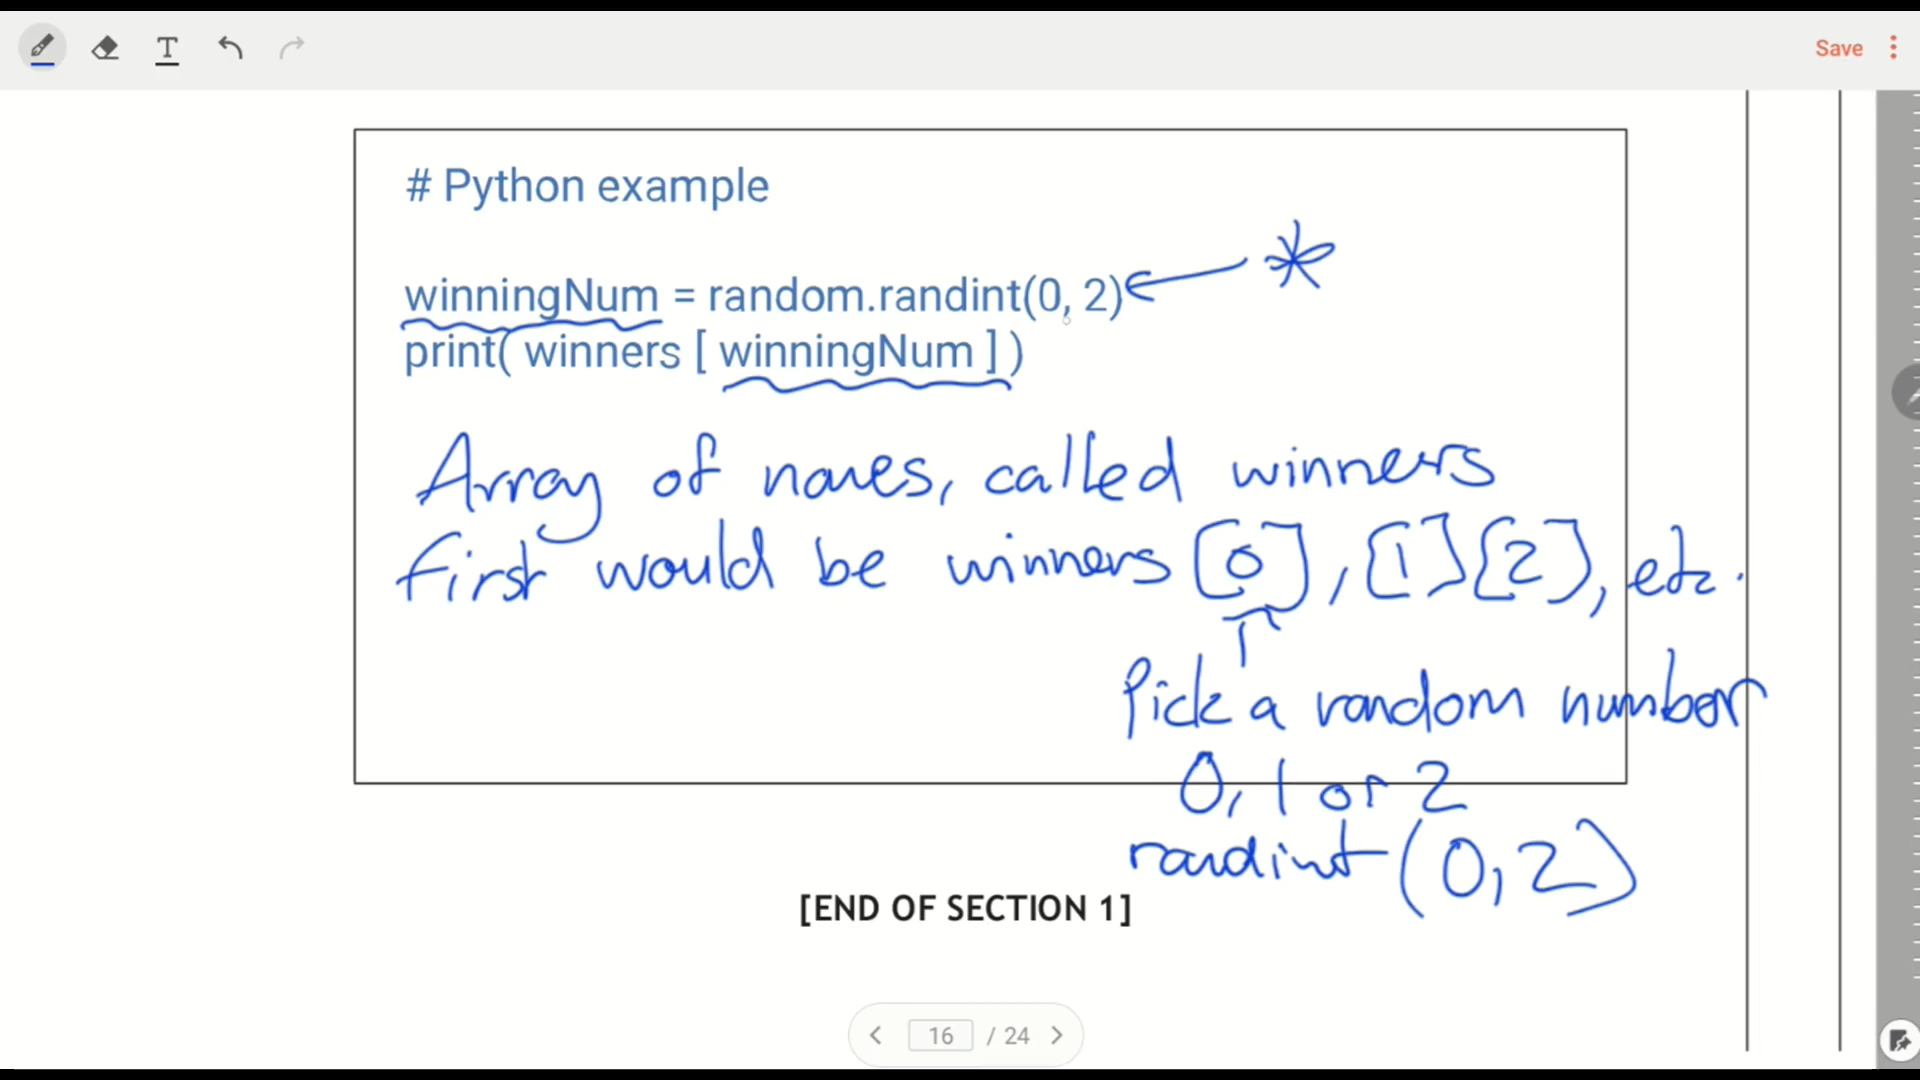 T Save
# Python example
winningNum = random.randint(0, 2) ← *
print( winners [ winningNum ] )
Array of names, called winners
first would be winners [0], [1] [2], etc.
↑
Pick a random number
0, 1 or 2
randint (0, 2)
[END OF SECTION 1]
< 16 / 24 >